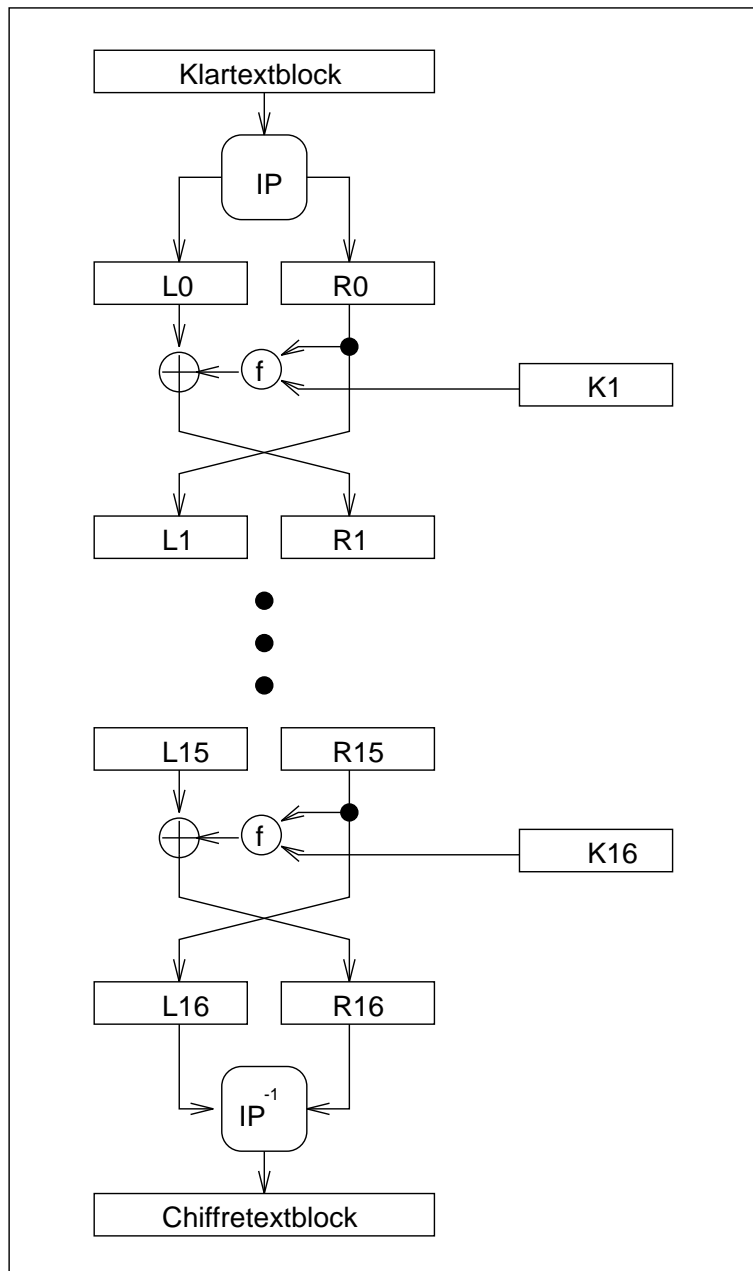 Klartextblock
IP
L0 R0
f
K1
L1 R1
L15 R15
f
K16
L16 R16
IP-1
Chiffretextblock